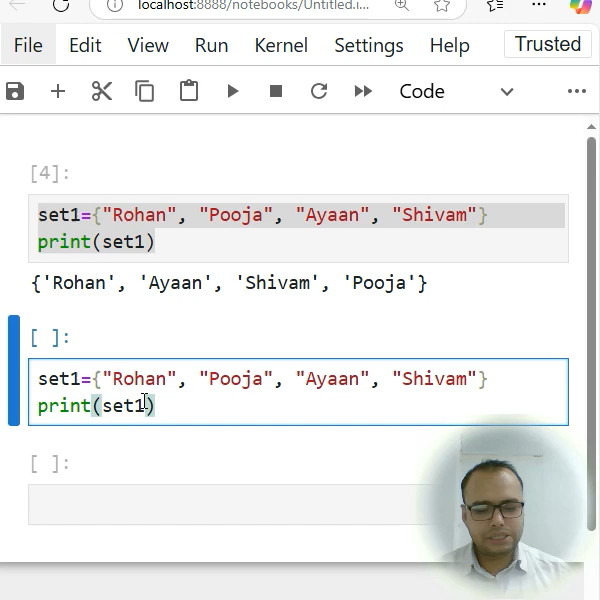 localhost:8888/notebooks/Untitled.i...
File Edit View Run Kernel Settings Help Trusted
Code
[4]:
set1={"Rohan", "Pooja", "Ayaan", "Shivam"}
print(set1)
{'Rohan', 'Ayaan', 'Shivam', 'Pooja'}
[ ]:
set1={"Rohan", "Pooja", "Ayaan", "Shivam"}
print(set1)
[ ]: